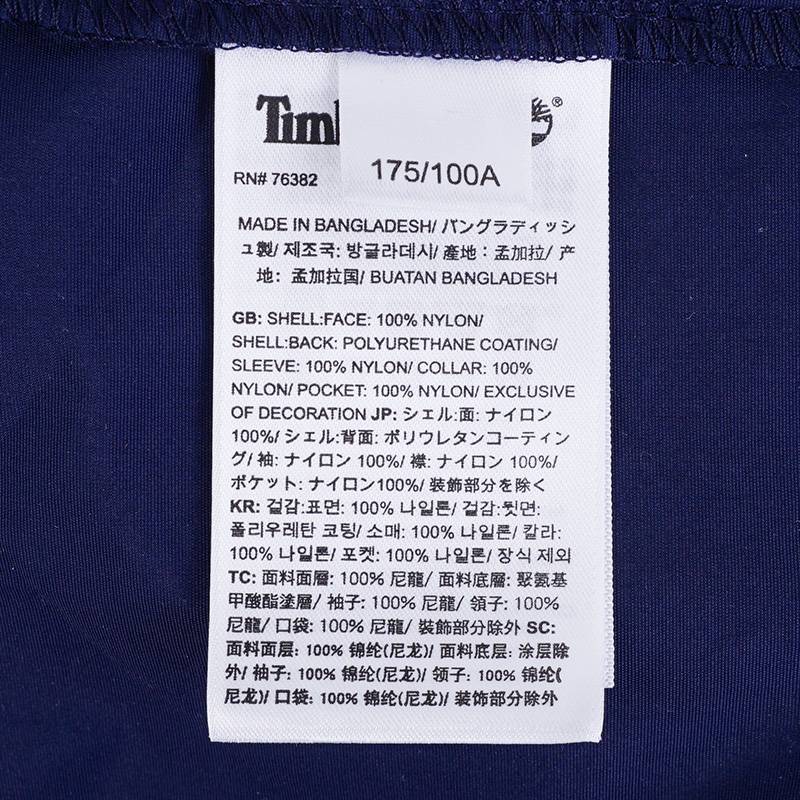 175/100A
RN# 76382
MADE IN BANGLADESH/ バングラディッシ
ュ製/ 제조국: 방글라데시/ 產地：孟加拉/ 产
地：孟加拉国/ BUATAN BANGLADESH
GB: SHELL:FACE: 100% NYLON/
SHELL:BACK: POLYURETHANE COATING/
SLEEVE: 100% NYLON/ COLLAR: 100%
NYLON/ POCKET: 100% NYLON/ EXCLUSIVE
OF DECORATION JP: シェル:面: ナイロン
100%/ シェル:背面: ポリウレタンコーティン
グ/ 袖: ナイロン 100%/ 襟: ナイロン 100%/
ポケット: ナイロン100%/ 裝飾部分を除く
KR: 겉감:표면: 100% 나일론/ 겉감:뒷면:
폴리우레탄 코팅/ 소매: 100% 나일론/ 칼라:
100% 나일론/ 포켓: 100% 나일론/ 장식 제외
TC: 面料面層: 100% 尼龍/ 面料底層: 聚氨基
甲酸酯塗層/ 袖子: 100% 尼龍/ 領子: 100%
尼龍/ 口袋: 100% 尼龍/ 裝飾部分除外 SC:
面料面层: 100% 锦纶(尼龙)/ 面料底层: 涂层除
外/ 袖子: 100% 锦纶(尼龙)/ 领子: 100% 锦纶(
尼龙)/ 口袋: 100% 锦纶(尼龙)/ 装饰部分除外